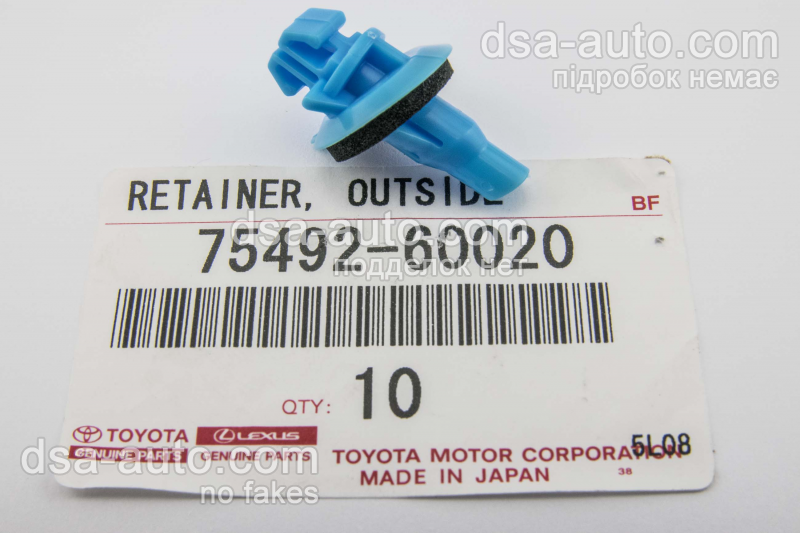 dsa-auto.com
підробок немає
RETAINER, OUTSIDE
BF
dsa-auto.com
75492-60020
подделок нет
10
QTY:
TOYOTA
GENUINE PARTS
LEXUS
GENUINE PARTS
TOYOTA MOTOR CORPORATION
5L08
38
MADE IN JAPAN
dsa-auto.com
no fakes